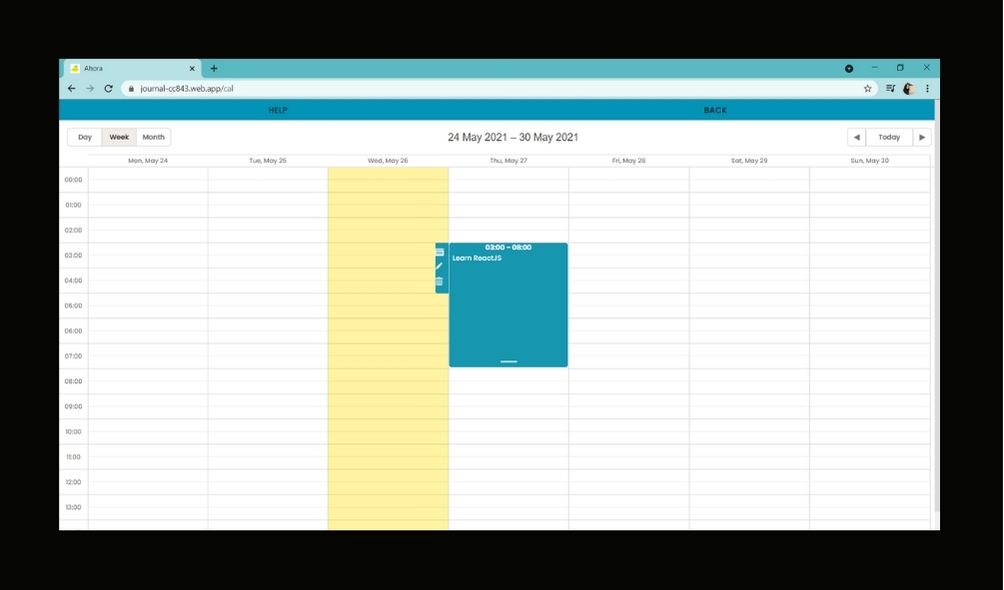 Ahora
journal-cc843.web.app/cal
HELP BACK
Day Week Month 24 May 2021 – 30 May 2021 Today
Mon, May 24 Tue, May 25 Wed, May 26 Thu, May 27 Fri, May 28 Sat, May 29 Sun, May 30
00:00
01:00
02:00
03:00 03:00 - 08:00
Learn ReactJS
04:00
05:00
06:00
07:00
08:00
09:00
10:00
11:00
12:00
13:00